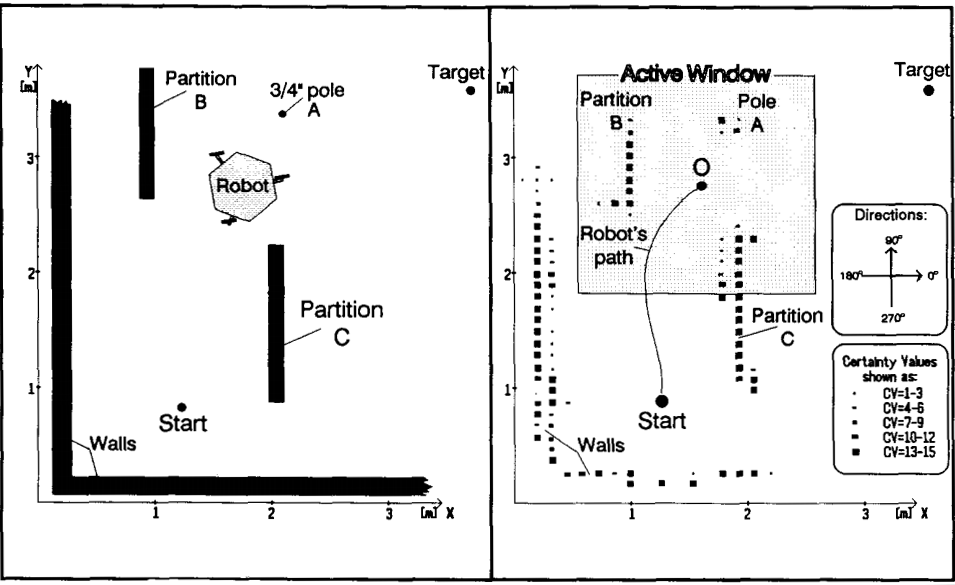 Y
[m]
Partition
B
3/4" pole
A
Target
3
Robot
2
Partition
C
1
Start
Walls
1
2
3
[m] X
Active Window
Y
[m]
Partition
B
Pole
A
Target
3
O
Robot's
path
2
Partition
C
1
Start
Walls
1
2
3
[m] X
Directions:
90°
180°
0°
270°
Certainty Values
shown as:
CV=1-3
CV=4-6
CV=7-9
CV=10-12
CV=13-15